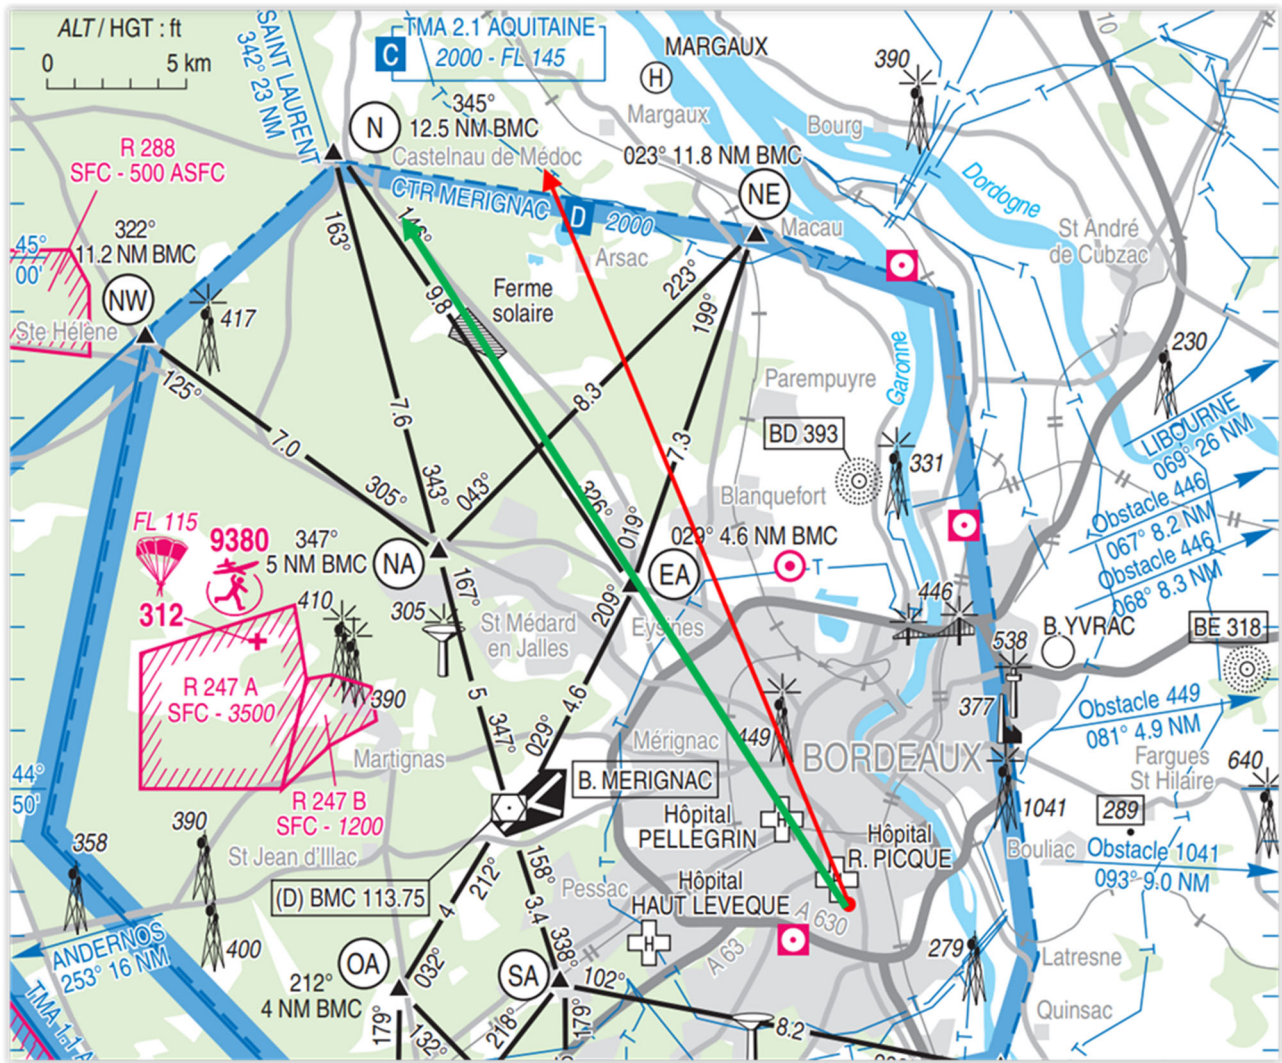 ALT / HGT : ft
0 5 km
SAINT LAURENT
342° 23 NM
C
TMA 2.1 AQUITAINE
2000 - FL 145
MARGAUX
H
Margaux
390
10
N
345°
12.5 NM BMC
Castelnau de Médoc
Bourg
Dordogne
R 288
SFC - 500 ASFC
023° 11.8 NM BMC
NE
Macau
CTR MERIGNAC
D
2000
St André
de Cubzac
322°
11.2 NM BMC
45°
00'
163°
146°
Arsac
NW
417
Ste Hélène
9.8
Ferme
solaire
223°
199°
Garonne
230
125°
7.6
8.3
Parempuyre
LIBOURNE
069° 26 NM
7.0
7.3
BD 393
331
305°
343°
043°
326°
019°
Blanquefort
Obstacle 446
067° 8.2 NM
Obstacle 446
068° 8.3 NM
FL 115
9380
312
347°
5 NM BMC
NA
029° 4.6 NM BMC
EA
410
305
167°
209°
St Médard
en Jalles
Eysines
446
B.YVRAC
BE 318
538
R 247 A
SFC - 3500
390
5
4.6
377
Obstacle 449
081° 4.9 NM
347°
029°
Mérignac
449
BORDEAUX
Martignas
Fargues
St Hilaire
640
44°
50'
B. MERIGNAC
R 247 B
SFC - 1200
1041
289
Hôpital
PELLEGRIN
H
Hôpital
R. PICQUE
Bouliac
Obstacle 1041
093° 9.0 NM
390
358
St Jean d'Illac
212°
158°
(D) BMC 113.75
4
3.4
Pessac
Hôpital
HAUT LEVEQUE
H
A 630
A 63
ANDERNOS
253° 16 NM
400
279
Latresne
OA
032°
338°
SA
102°
212°
4 NM BMC
Quinsac
TMA 1.1 A
179°
132°
218°
179°
8.2